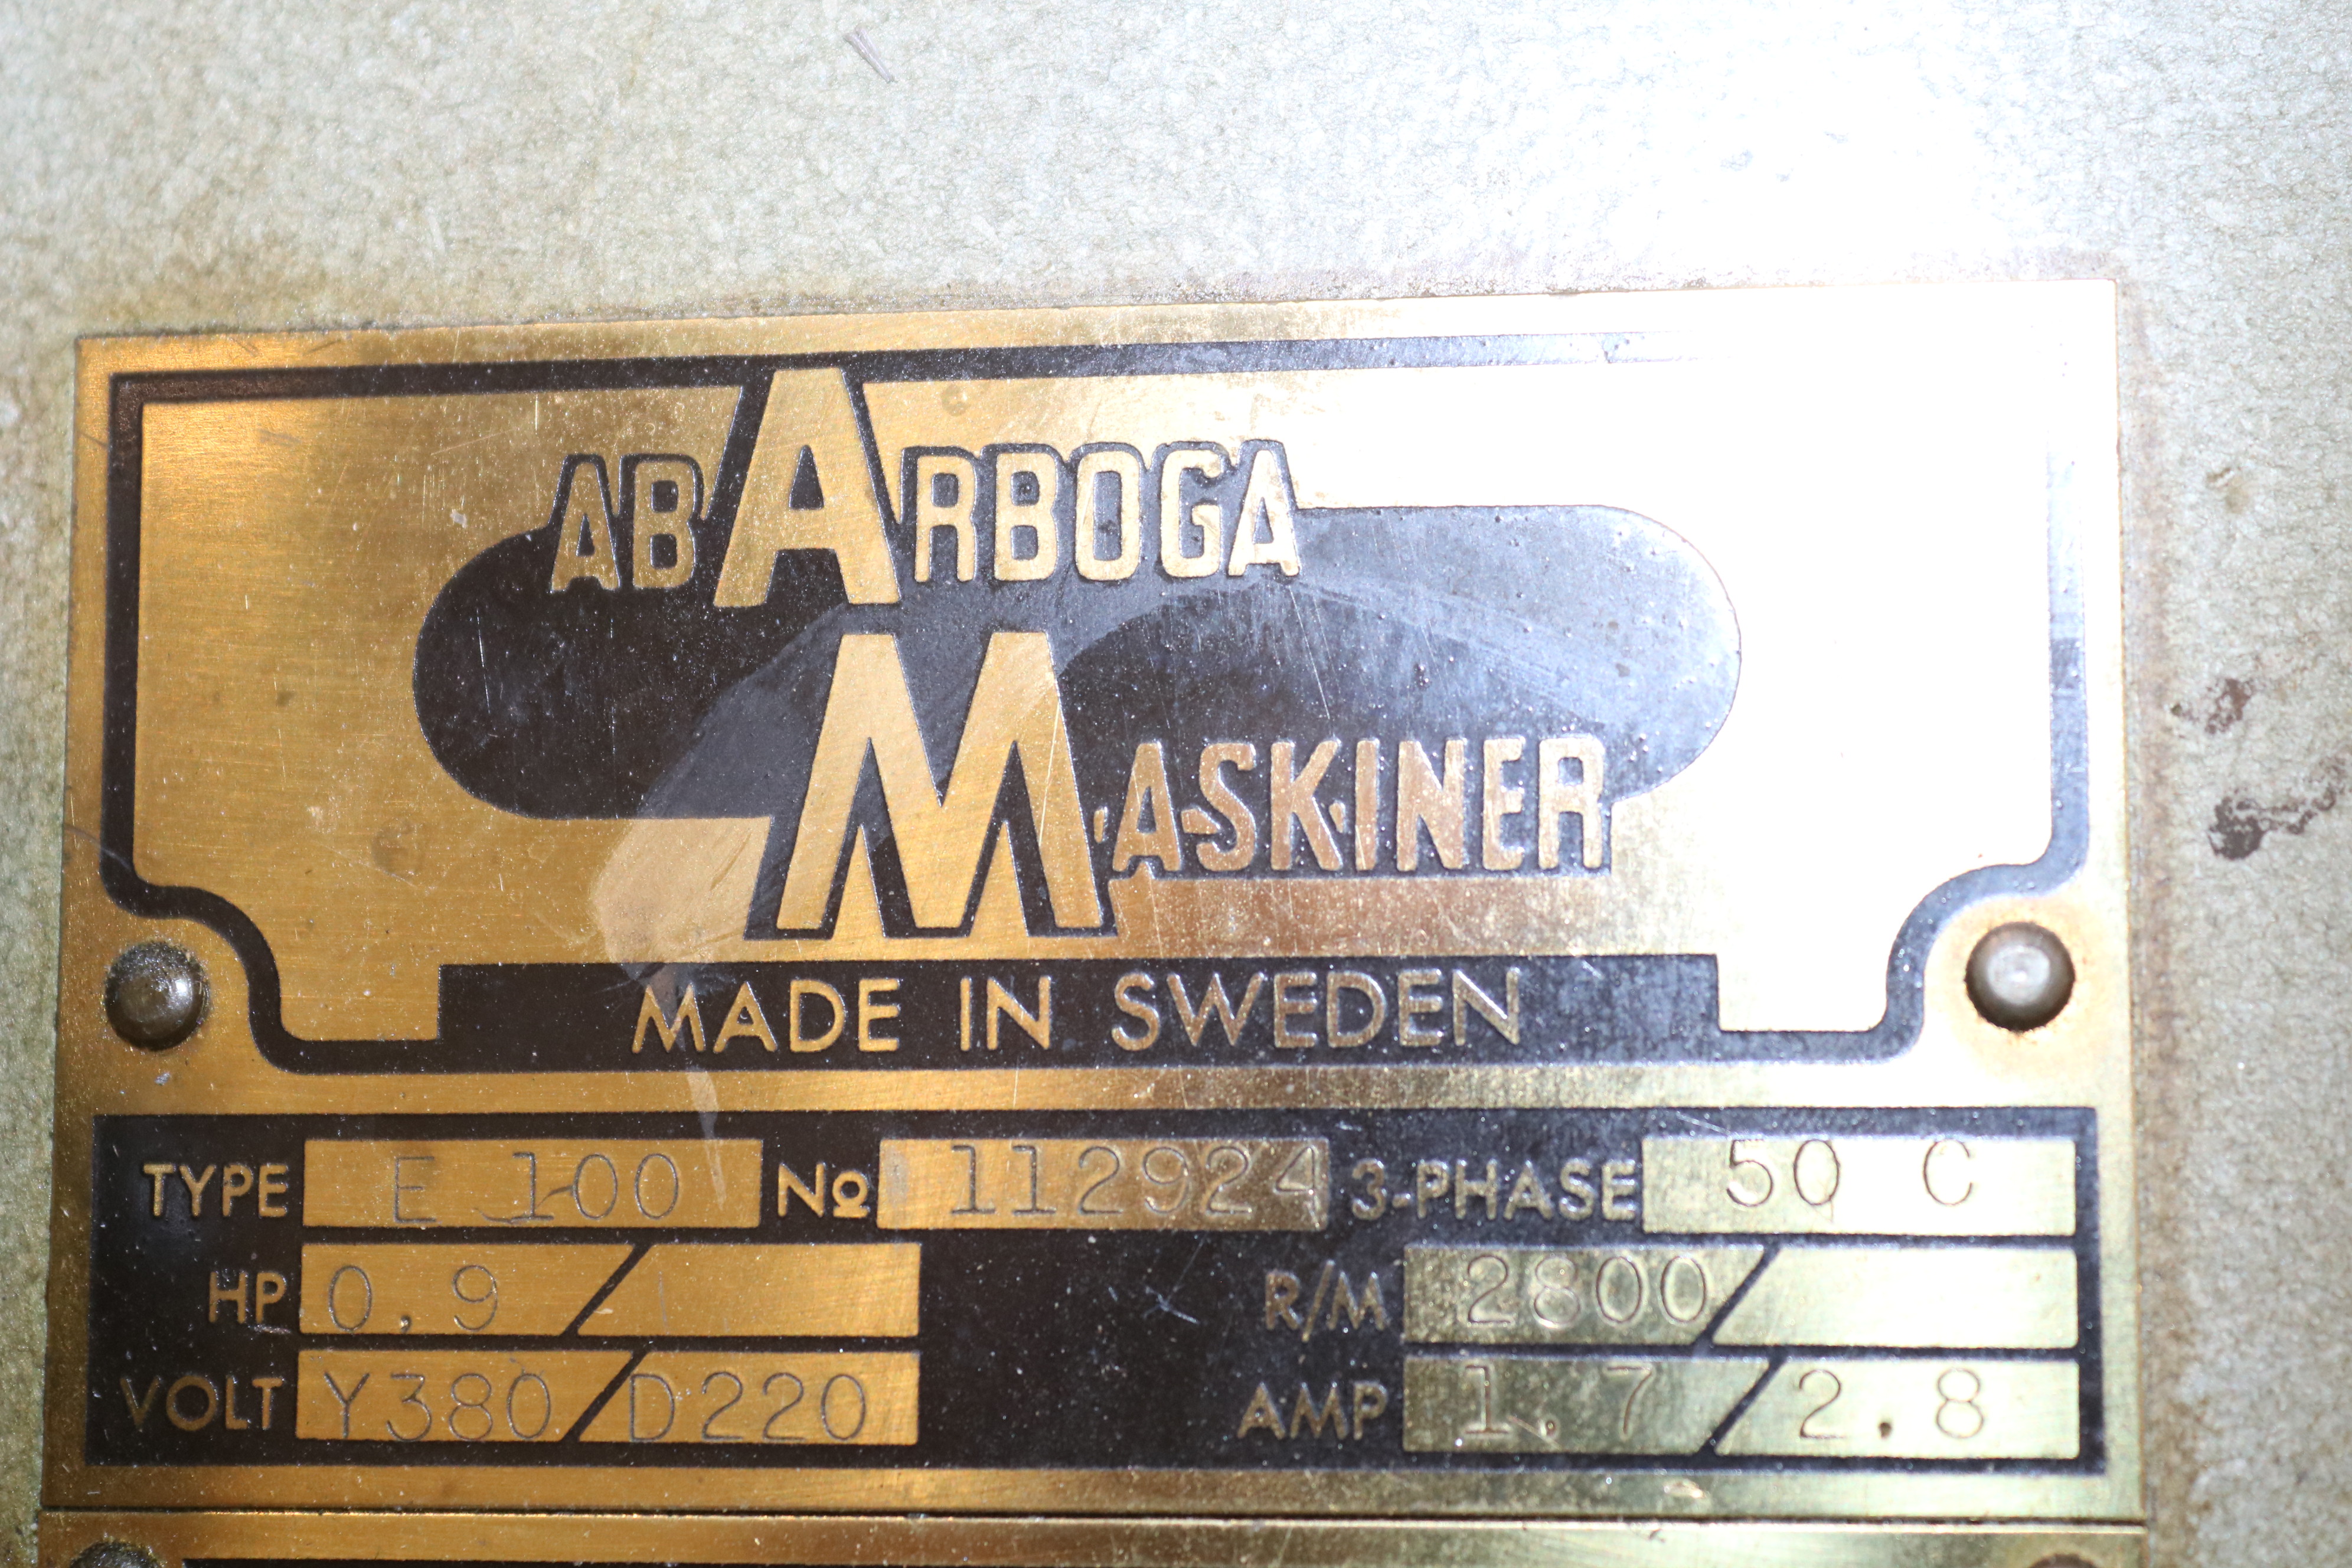 AB ARBOGA
MASKINER
MADE IN SWEDEN
TYPE E 100 No 112924 3-PHASE 50 C
HP 0.9 / R/M 2800 /
VOLT Y380 / D220 AMP 1.7 / 2.8